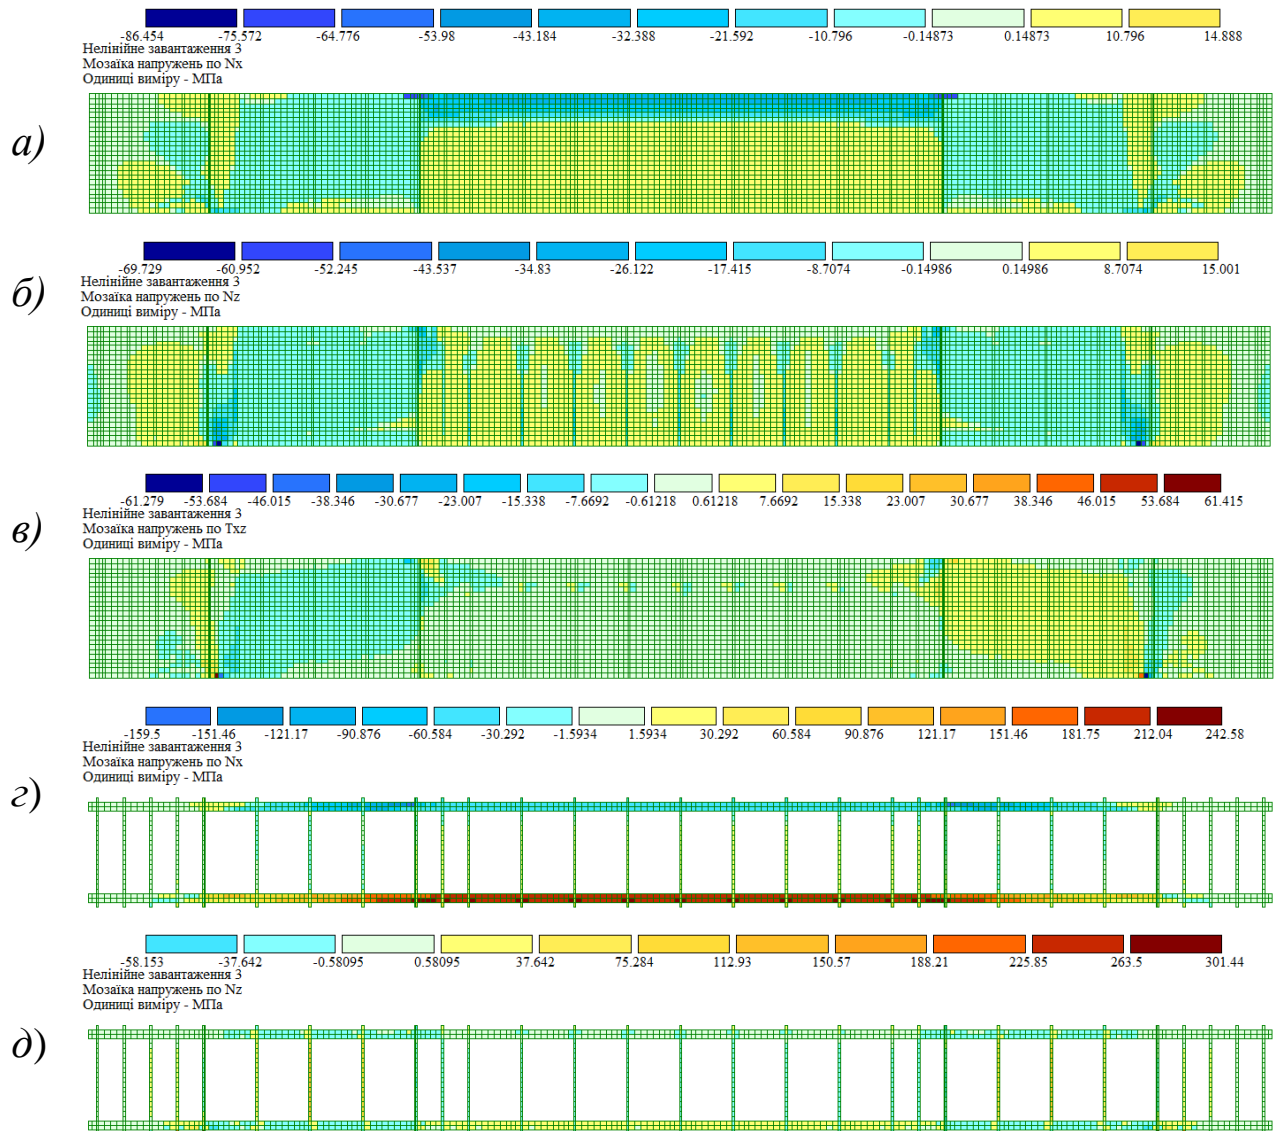 -86.454 -75.572 -64.776 -53.98 -43.184 -32.388 -21.592 -10.796 -0.14873 0.14873 10.796 14.888
Нелінійне завантаження 3
Мозаїка напружень по Nx
Одиниці виміру - МПа
а)
-69.729 -60.952 -52.245 -43.537 -34.83 -26.122 -17.415 -8.7074 -0.14986 0.14986 8.7074 15.001
Нелінійне завантаження 3
Мозаїка напружень по Nz
Одиниці виміру - МПа
б)
-61.279 -53.684 -46.015 -38.346 -30.677 -23.007 -15.338 -7.6692 -0.61218 0.61218 7.6692 15.338 23.007 30.677 38.346 46.015 53.684 61.415
Нелінійне завантаження 3
Мозаїка напружень по Txz
Одиниці виміру - МПа
в)
-159.5 -151.46 -121.17 -90.876 -60.584 -30.292 -1.5934 1.5934 30.292 60.584 90.876 121.17 151.46 181.75 212.04 242.58
Нелінійне завантаження 3
Мозаїка напружень по Nx
Одиниці виміру - МПа
г)
-58.153 -37.642 -0.58095 0.58095 37.642 75.284 112.93 150.57 188.21 225.85 263.5 301.44
Нелінійне завантаження 3
Мозаїка напружень по Nz
Одиниці виміру - МПа
д)